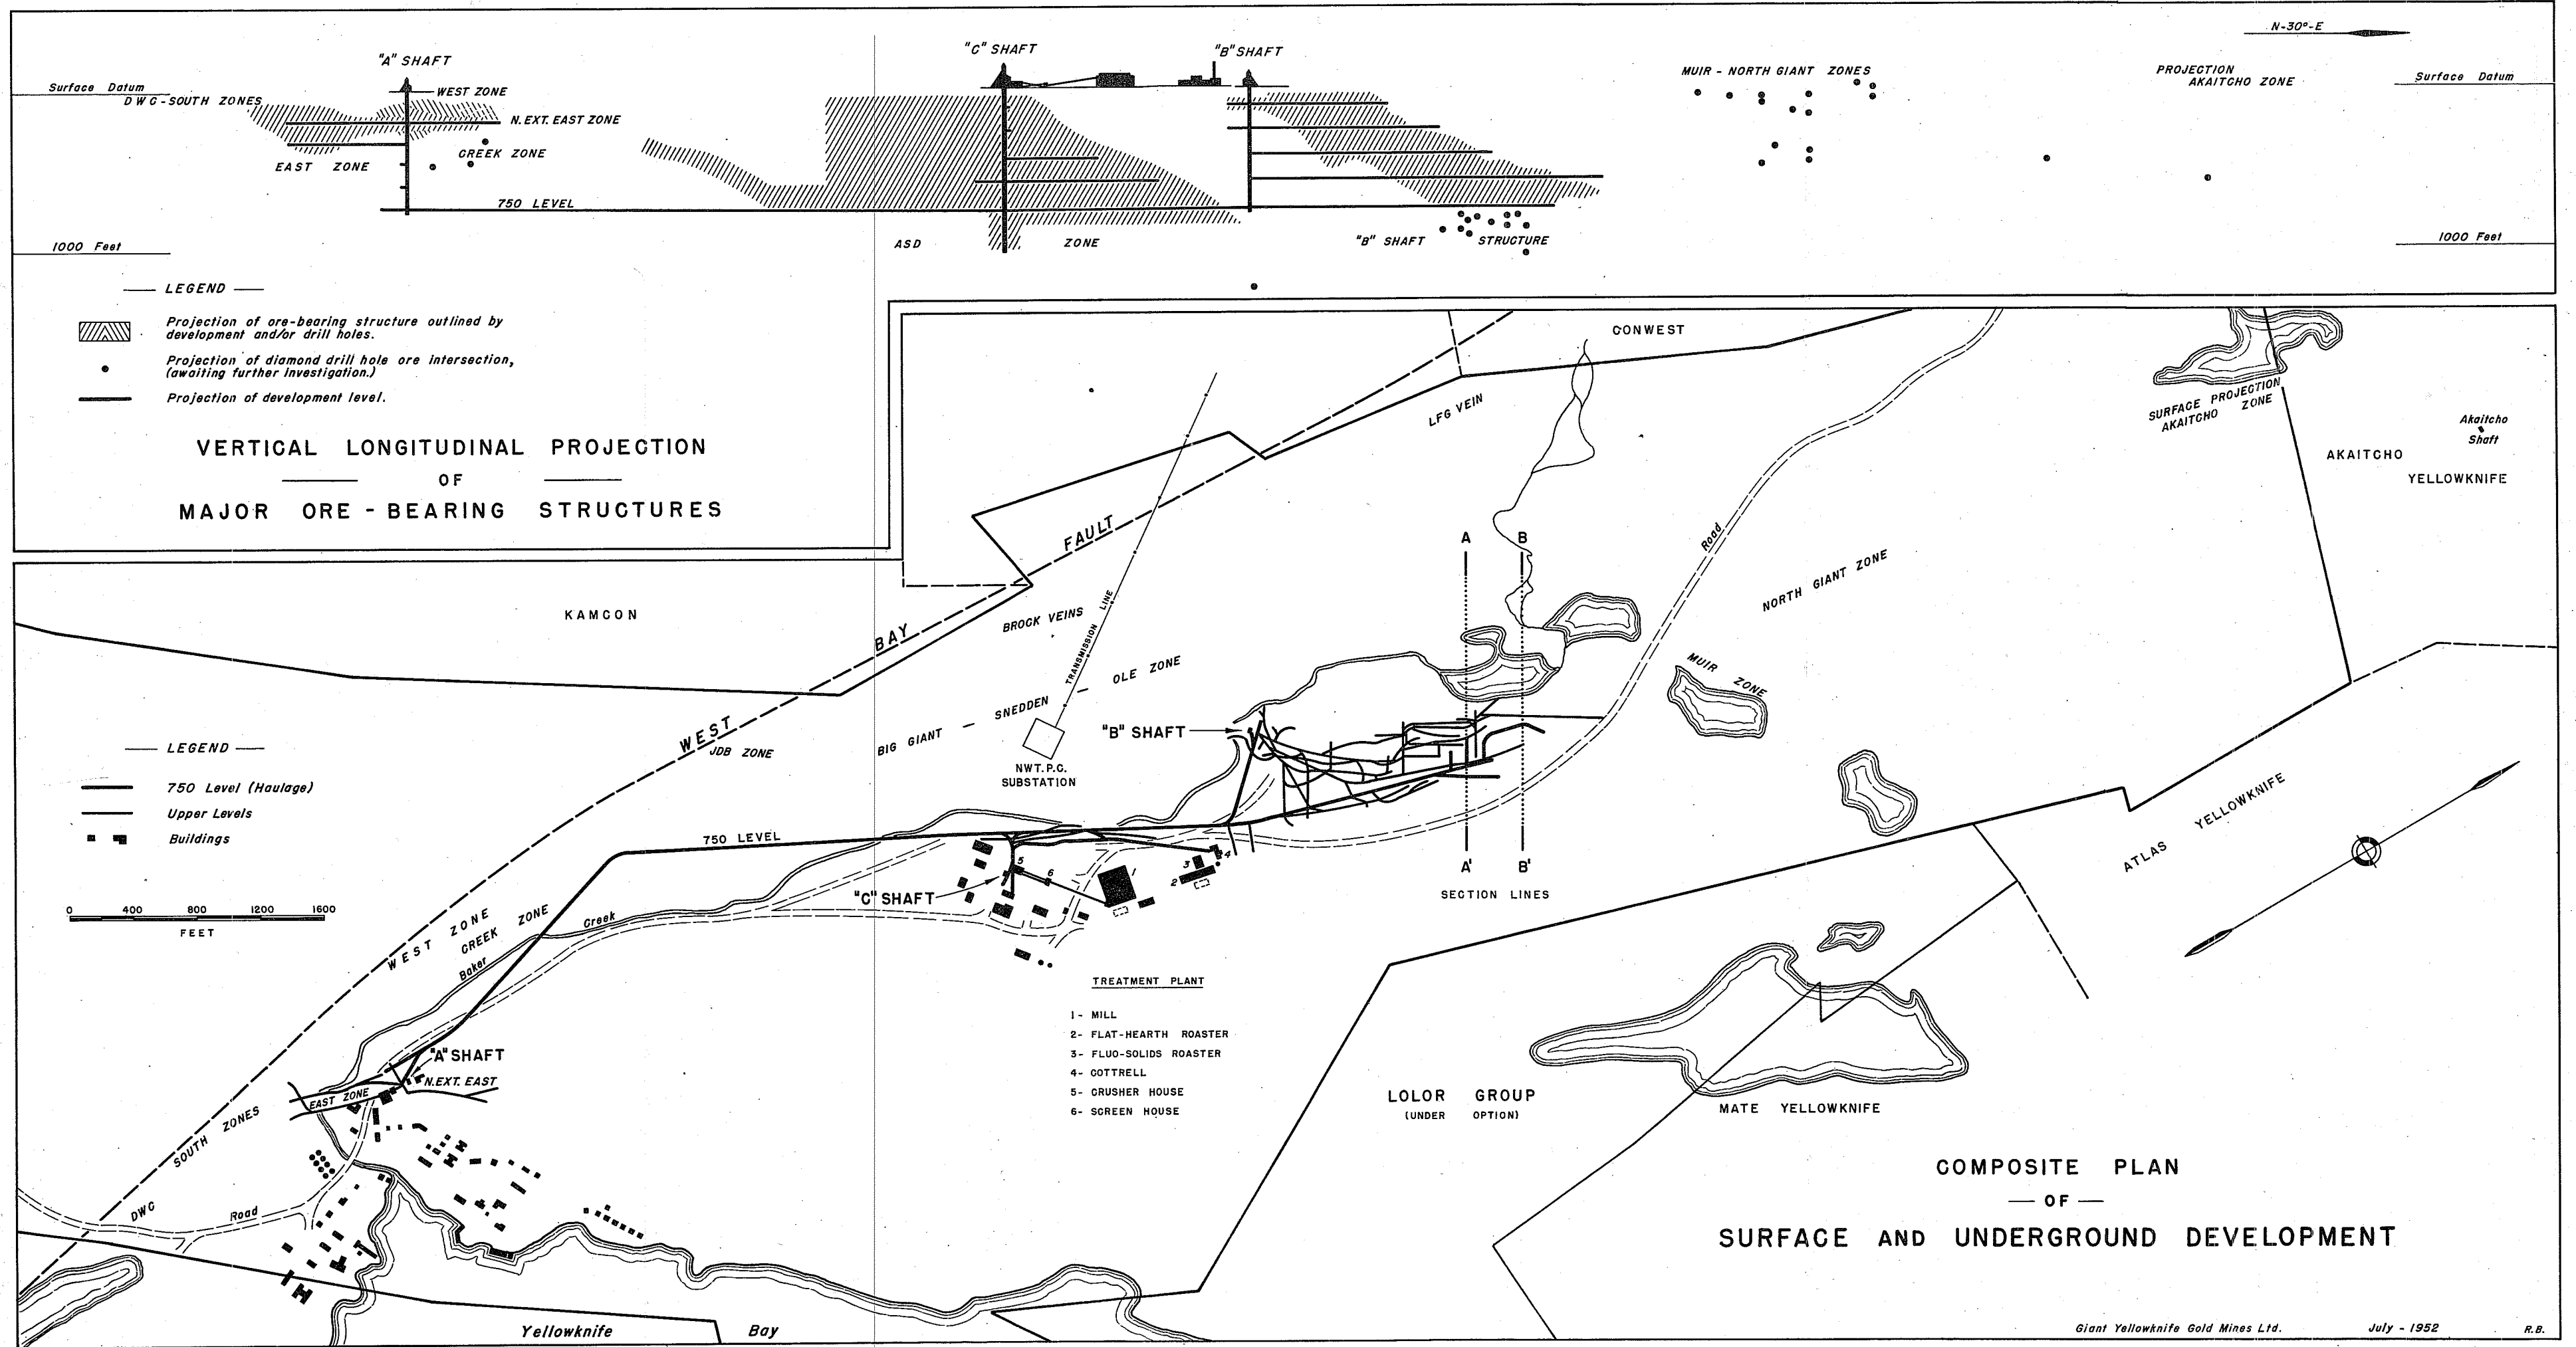 N-30°-E
"A" SHAFT
"C" SHAFT
"B" SHAFT
MUIR - NORTH GIANT ZONES
PROJECTION
AKAITCHO ZONE
Surface Datum
Surface Datum
DWG-SOUTH ZONES
WEST ZONE
N. EXT. EAST ZONE
CREEK ZONE
EAST ZONE
750 LEVEL
1000 Feet
ASD ZONE
"B" SHAFT STRUCTURE
1000 Feet
LEGEND
Projection of ore-bearing structure outlined by
development and/or drill holes.
Projection of diamond drill hole ore intersection,
(awaiting further investigation.)
Projection of development level.
VERTICAL LONGITUDINAL PROJECTION
OF
MAJOR ORE - BEARING STRUCTURES
CONWEST
LFG VEIN
SURFACE PROJECTION
AKAITCHO ZONE
Akaitcho
Shaft
AKAITCHO
YELLOWKNIFE
WEST BAY FAULT
KAMCON
BROCK VEINS
TRANSMISSION LINE
A
B
Road
NORTH GIANT ZONE
MUIR ZONE
BIG GIANT - SNEDDEN - OLE ZONE
JDB ZONE
"B" SHAFT
NWT. P.C.
SUBSTATION
LEGEND
750 Level (Haulage)
Upper Levels
Buildings
750 LEVEL
0 400 800 1200 1600
FEET
5
6
1
3
4
2
"C" SHAFT
A'
B'
SECTION LINES
ATLAS YELLOWKNIFE
WEST ZONE
CREEK ZONE
Baker Creek
TREATMENT PLANT
1- MILL
2- FLAT-HEARTH ROASTER
3- FLUO-SOLIDS ROASTER
4- COTTRELL
5- CRUSHER HOUSE
6- SCREEN HOUSE
"A" SHAFT
N. EXT. EAST
EAST ZONE
LOLOR GROUP
(UNDER OPTION)
MATE YELLOWKNIFE
DWG SOUTH ZONES
Road
COMPOSITE PLAN
OF
SURFACE AND UNDERGROUND DEVELOPMENT
Yellowknife Bay
Giant Yellowknife Gold Mines Ltd. July - 1952 R.B.